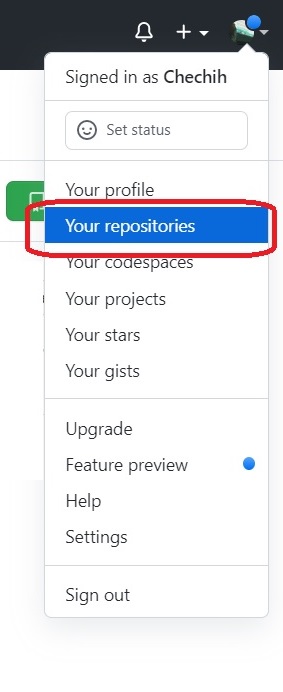 Signed in as Chechih
Set status
Your profile
Your repositories
Your codespaces
Your projects
Your stars
Your gists
Upgrade
Feature preview
Help
Settings
Sign out